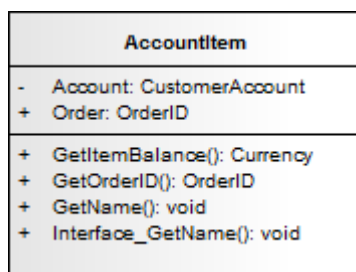 AccountItem
- Account: CustomerAccount
+ Order: OrderID
+ GetItemBalance(): Currency
+ GetOrderID(): OrderID
+ GetName(): void
+ Interface_GetName(): void